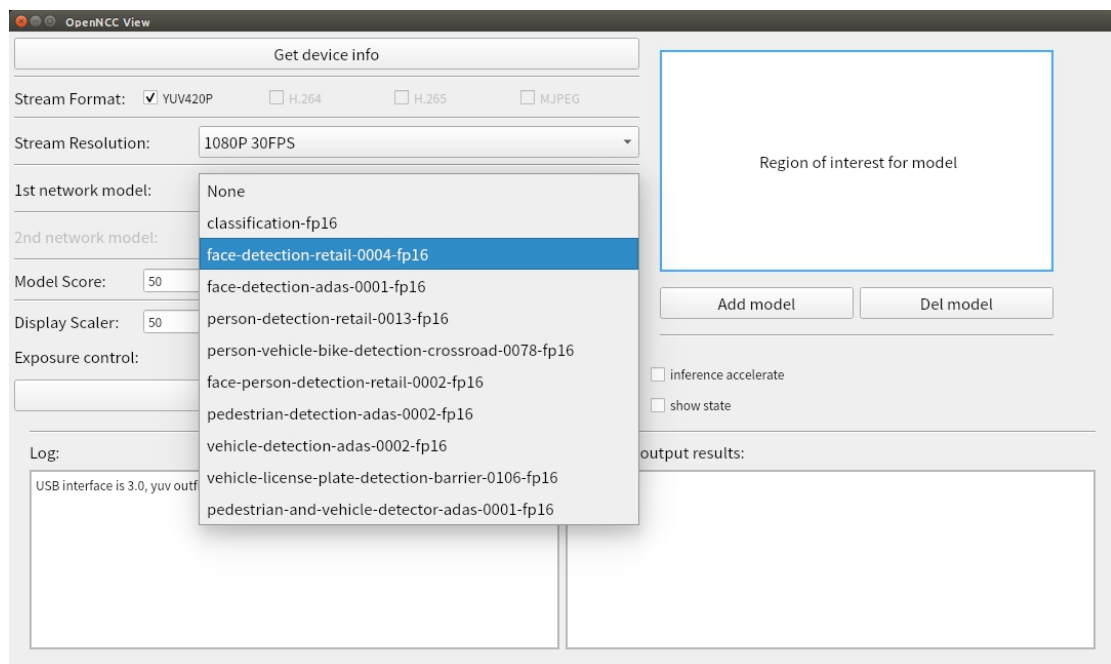 OpenNCC View
Get device info
Stream Format: YUV420P H.264 H.265 MJPEG
Stream Resolution: 1080P 30FPS
1st network model:
2nd network model:
Model Score: 50
Display Scaler: 50
Exposure control:
None
classification-fp16
face-detection-retail-0004-fp16
face-detection-adas-0001-fp16
person-detection-retail-0013-fp16
person-vehicle-bike-detection-crossroad-0078-fp16
face-person-detection-retail-0002-fp16
pedestrian-detection-adas-0002-fp16
vehicle-detection-adas-0002-fp16
vehicle-license-plate-detection-barrier-0106-fp16
pedestrian-and-vehicle-detector-adas-0001-fp16
Region of interest for model
Add model Del model
inference accelerate
show state
Log:
USB interface is 3.0, yuv outf
output results: